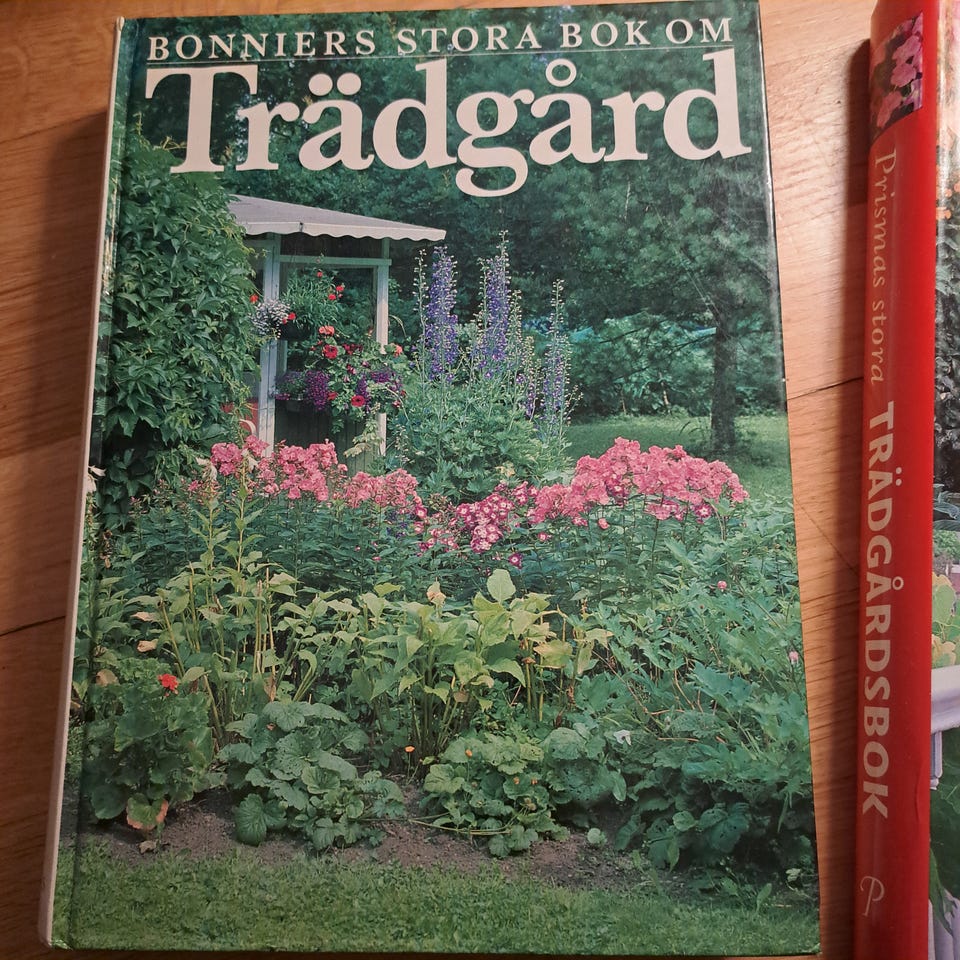 BONNIERS STORA BOK OM
Trädgård
Prismas stora TRÄDGÅRDSBOK
P